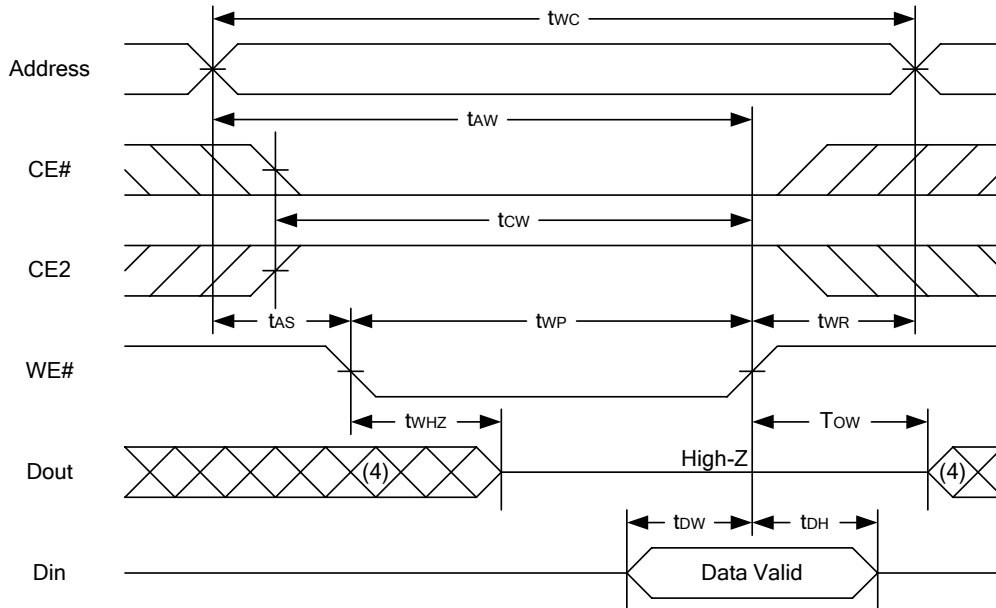 tWC
Address
tAW
CE#
tCW
CE2
tAS tWP tWR
WE#
tWHZ TOW
High-Z
Dout (4) (4)
tDW tDH
Din Data Valid